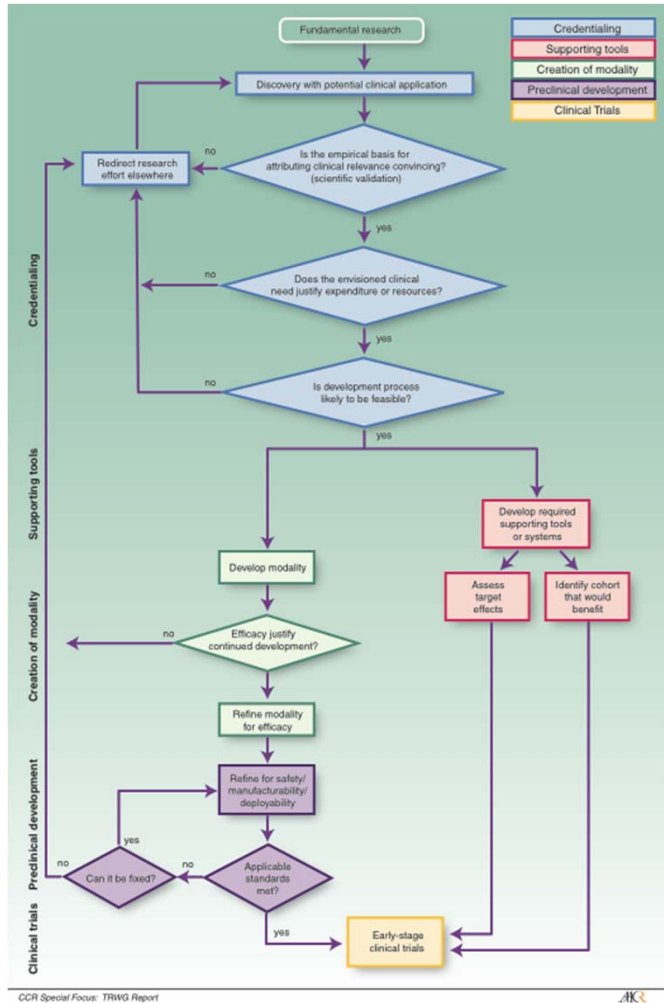 Fundamental research
Credentialing
Supporting tools
Creation of modality
Preclinical development
Clinical Trials
Discovery with potential clinical application
Is the empirical basis for
attributing clinical relevance convincing?
(scientific validation)
no
Redirect research
effort elsewhere
yes
Does the envisioned clinical
need justify expenditure or resources?
no
yes
Is development process
likely to be feasible?
no
yes
Develop required
supporting tools
or systems
Develop modality
Assess
target
effects
Identify cohort
that would
benefit
Efficacy justify
continued development?
no
Refine modality
for efficacy
Refine for safety/
manufacturability/
deployability
yes
Can it be fixed?
no
no
Applicable
standards
met?
yes
Early-stage
clinical trials
Credentialing
Supporting tools
Creation of modality
Preclinical development
Clinical trials
CCR Special Focus: TRWG Report
AACR